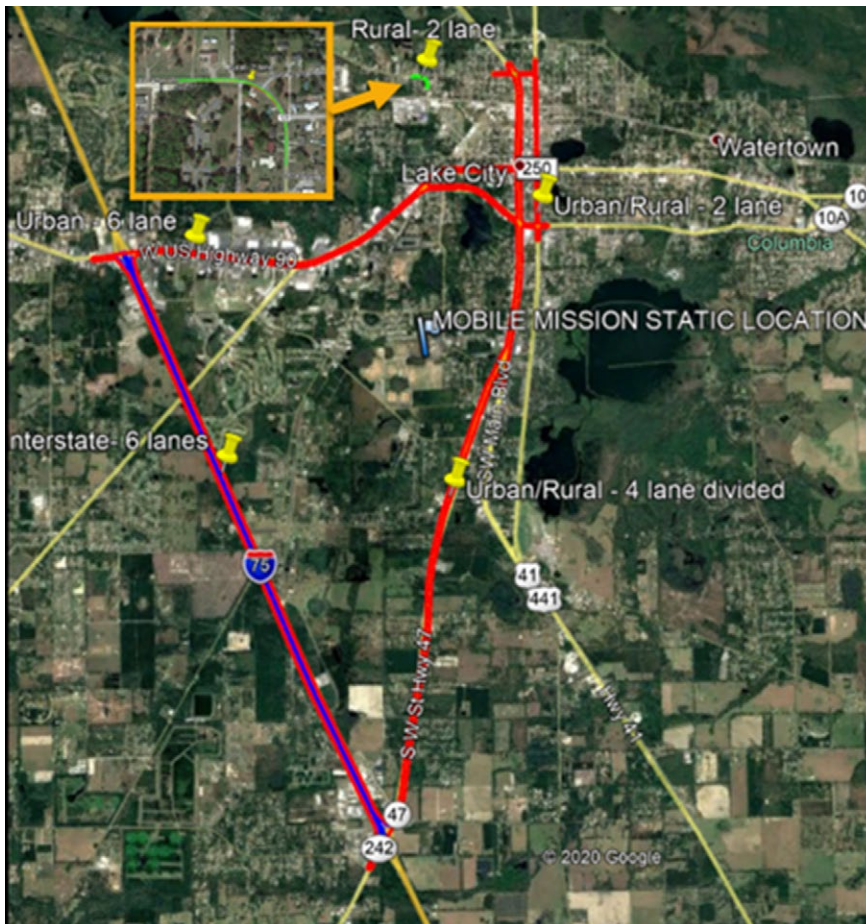 Rural- 2 lane
Watertown
Lake City
250
Urban/Rural - 2 lane
10
10A
Columbia
Urban - 6 lane
W US Highway 90
MOBILE MISSION STATIC LOCATION
SW Main Blvd
nterstate- 6 lanes
Urban/Rural - 4 lane divided
75
41
441
S W St Hwy 47
Hwy 41
47
242
© 2020 Google